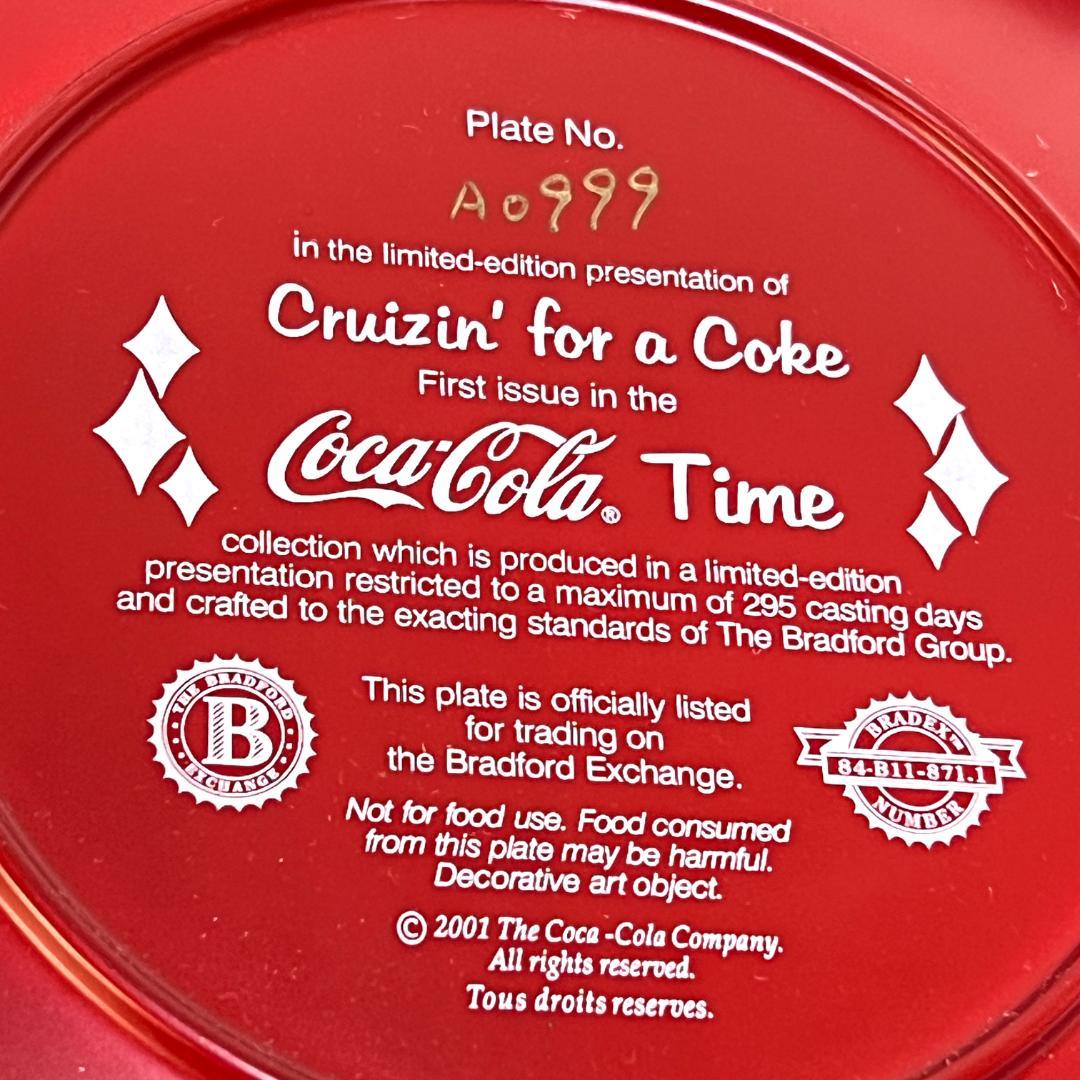 Plate No.
A0999
in the limited-edition presentation of
Cruizin' for a Coke
First issue in the
Coca-Cola® Time
collection which is produced in a limited-edition
presentation restricted to a maximum of 295 casting days
and crafted to the exacting standards of The Bradford Group.
THE BRADFORD
B
EXCHANGE
This plate is officially listed
for trading on
the Bradford Exchange.
BRADEX™
84-B11-871.1
NUMBER
Not for food use. Food consumed
from this plate may be harmful.
Decorative art object.
© 2001 The Coca -Cola Company.
All rights reserved.
Tous droits reserves.